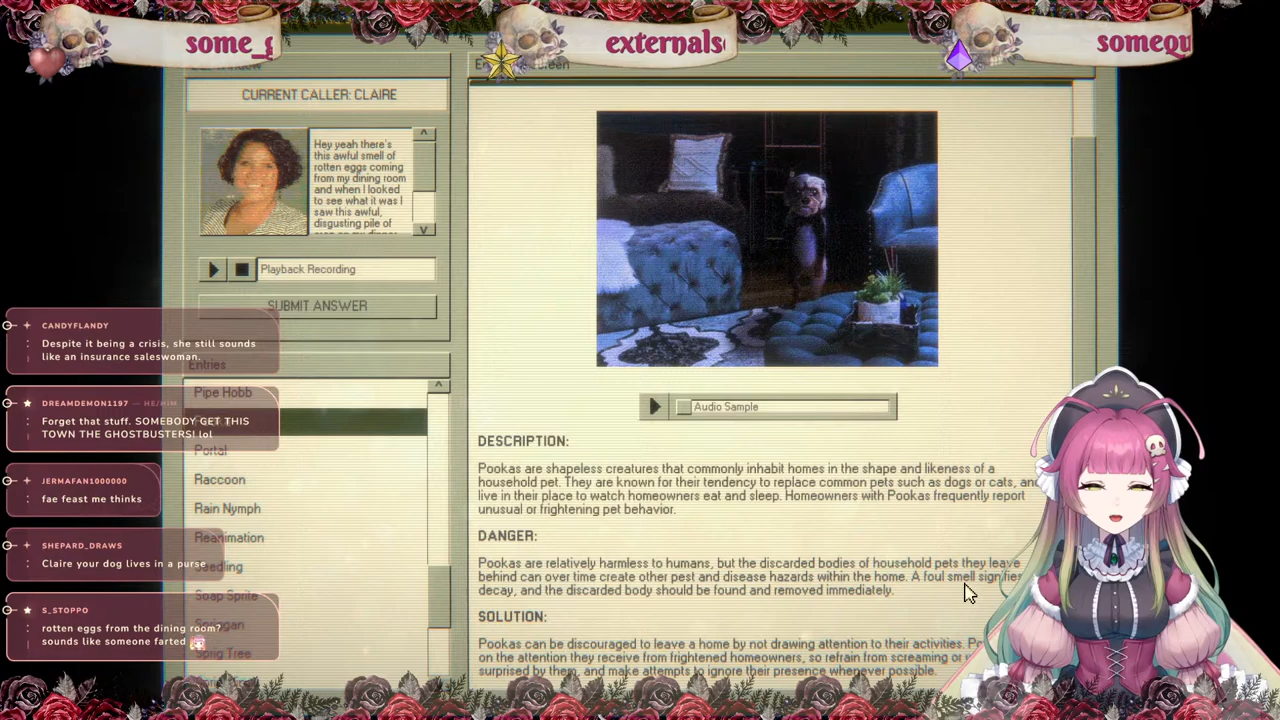 some_g
externals
somequ
CURRENT CALLER: CLAIRE
Hey yeah there's
this awful smell of
rotten eggs coming
from my dining room
and when I looked
to see what it was I
saw this awful,
disgusting pile of
Playback Recording
SUBMIT ANSWER
Entries
Pipe Hobb
Portal
Raccoon
Rain Nymph
Reanimation
Seedling
Soap Sprite
Spriggan
Sprig Tree
Audio Sample
DESCRIPTION:
Pookas are shapeless creatures that commonly inhabit homes in the shape and likeness of a
household pet. They are known for their tendency to replace common pets such as dogs or cats, and
live in their place to watch homeowners eat and sleep. Homeowners with Pookas frequently report
unusual or frightening pet behavior.
DANGER:
Pookas are relatively harmless to humans, but the discarded bodies of household pets they leave
behind can over time create other pest and disease hazards within the home. A foul smell signifies
decay, and the discarded body should be found and removed immediately.
SOLUTION:
Pookas can be discouraged to leave a home by not drawing attention to their activities.
on the attention they receive from frightened homeowners, so refrain from screaming or
surprised by them, and make attempts to ignore their presence whenever possible.
CANDYFLANDY
Despite it being a crisis, she still sounds
like an insurance saleswoman.
DREAMDEMON1197 — HE/HIM
Forget that stuff. SOMEBODY GET THIS
TOWN THE GHOSTBUSTERS! lol
JERMAFAN1000000
fae feast me thinks
SHEPARD_DRAWS
Claire your dog lives in a purse
S_STOPPO
rotten eggs from the dining room?
sounds like someone farted